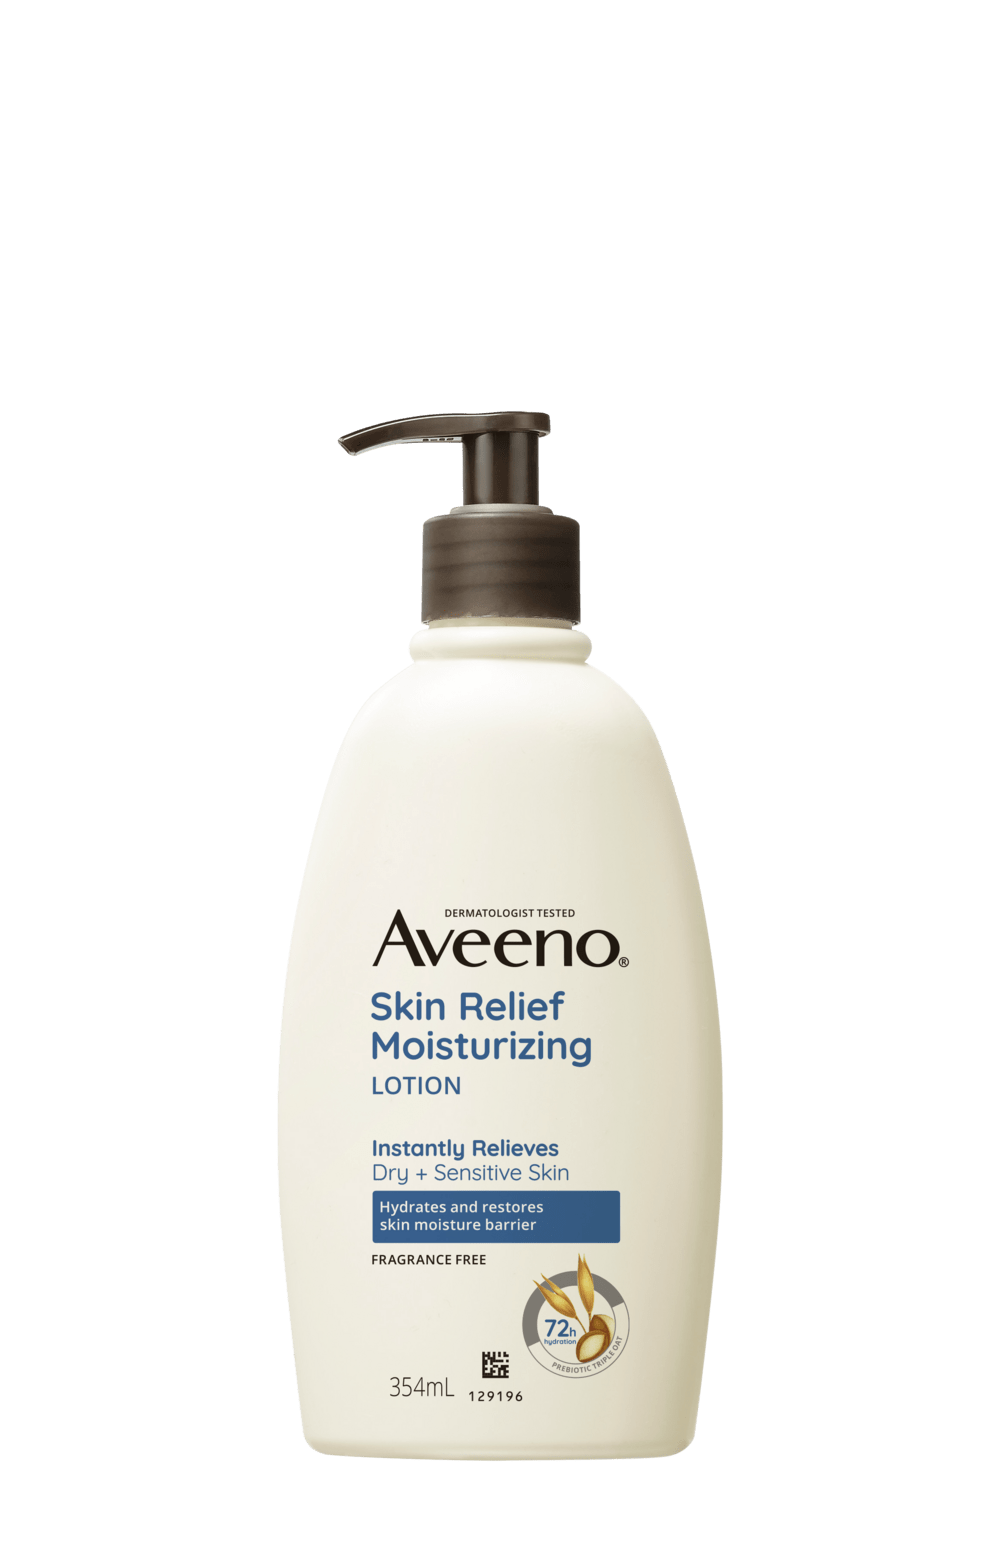 DERMATOLOGIST TESTED
Aveeno®
Skin Relief
Moisturizing
LOTION
Instantly Relieves
Dry + Sensitive Skin
Hydrates and restores
skin moisture barrier
FRAGRANCE FREE
72h
hydration
PREBIOTIC TRIPLE OAT
354mL
129196